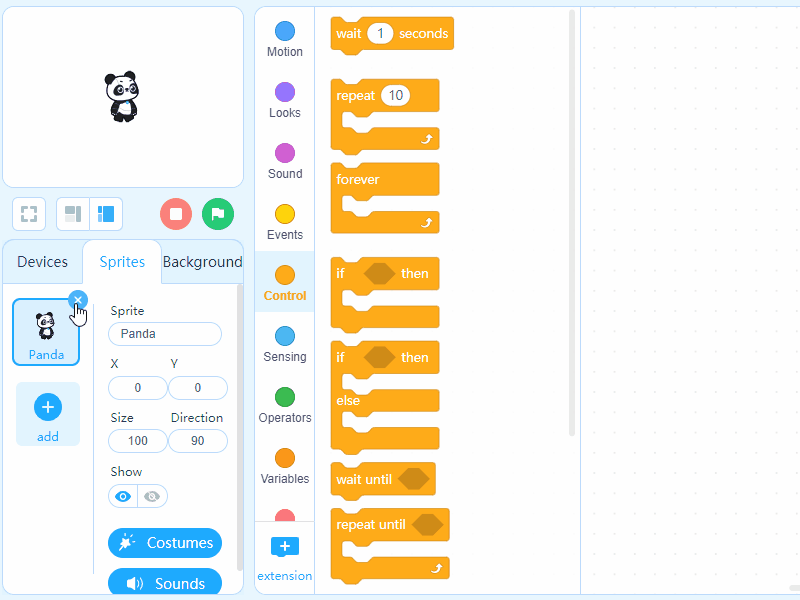 Devices
Sprites
Background
Panda
add
Sprite
Panda
X
Y
0
0
Size
Direction
100
90
Show
Costumes
Sounds
Motion
Looks
Sound
Events
Control
Sensing
Operators
Variables
extension
wait 1 seconds
repeat 10
forever
if then
if then
else
wait until
repeat until